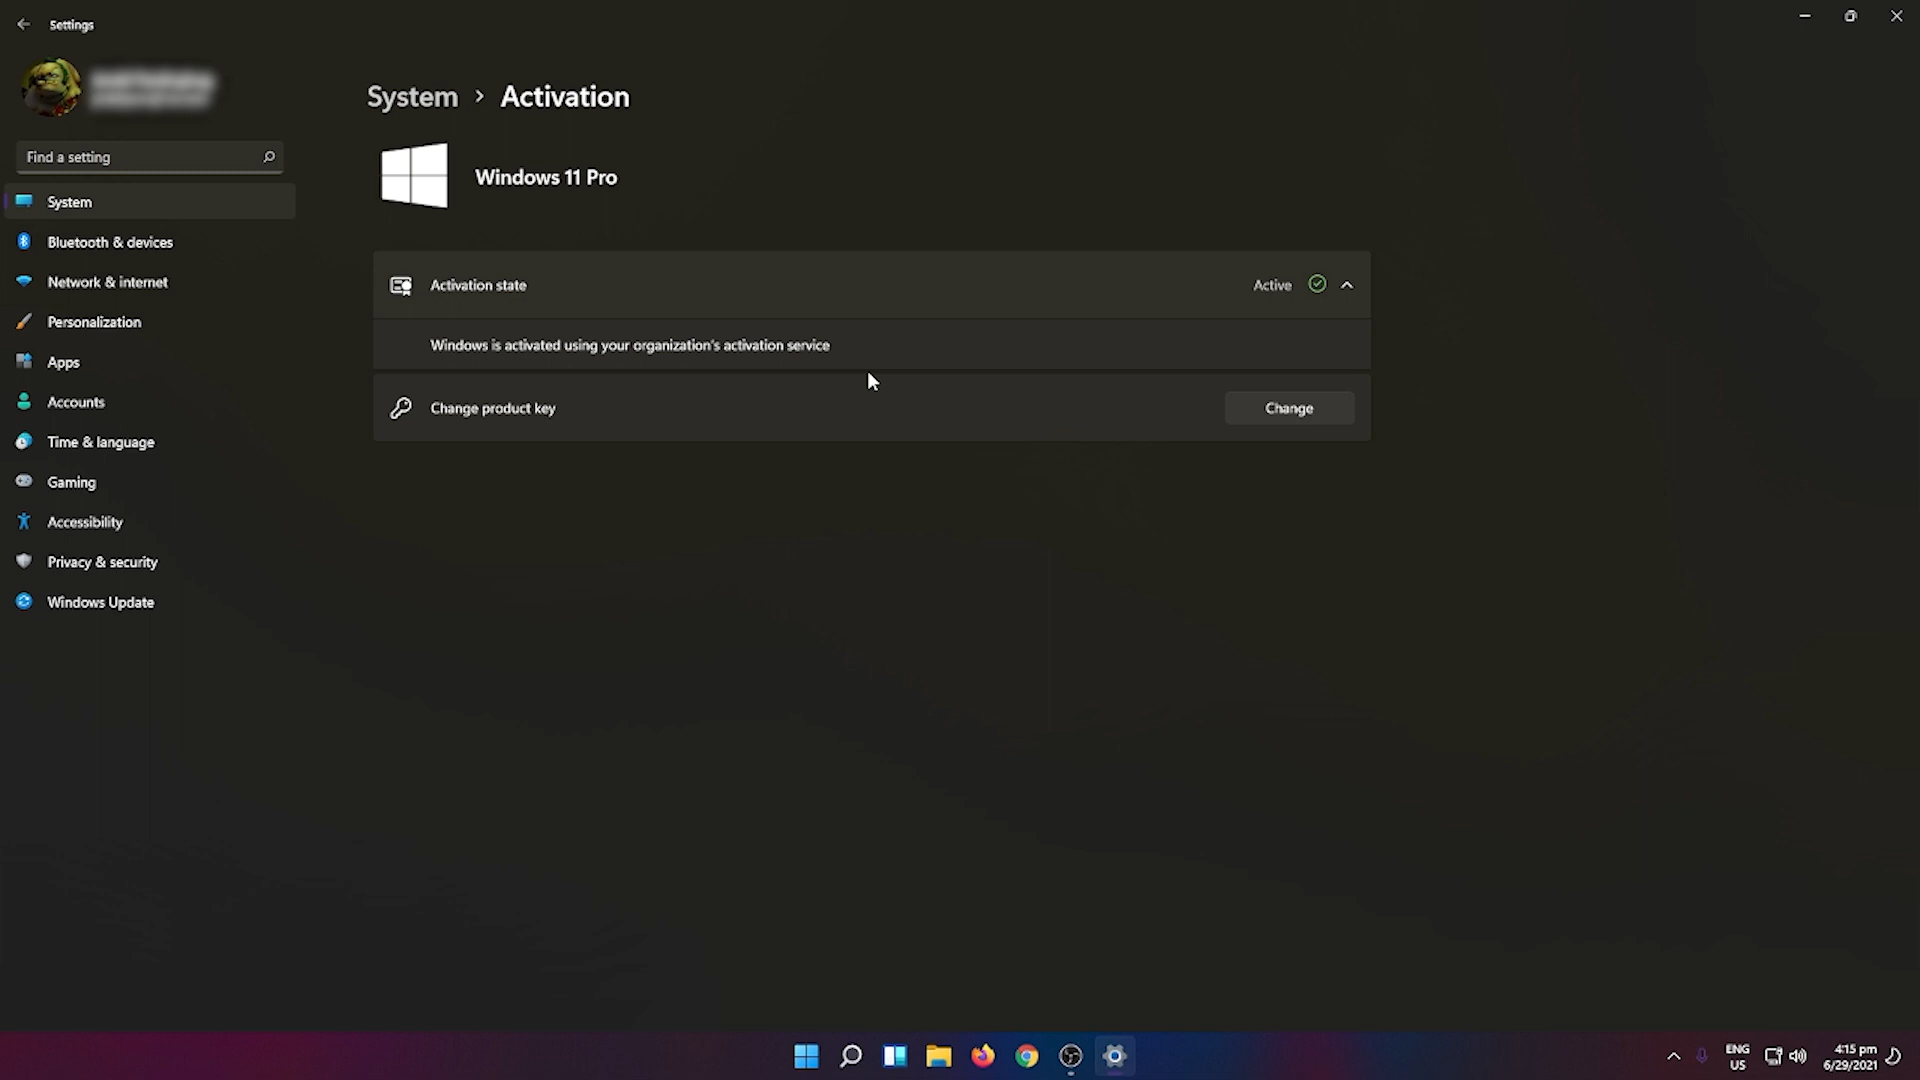 Settings
Find a setting
System
Bluetooth & devices
Network & internet
Personalization
Apps
Accounts
Time & language
Gaming
Accessibility
Privacy & security
Windows Update
System > Activation
Windows 11 Pro
Activation state Active
Windows is activated using your organization's activation service
Change product key Change
ENG
US
4:15 pm
6/29/2021